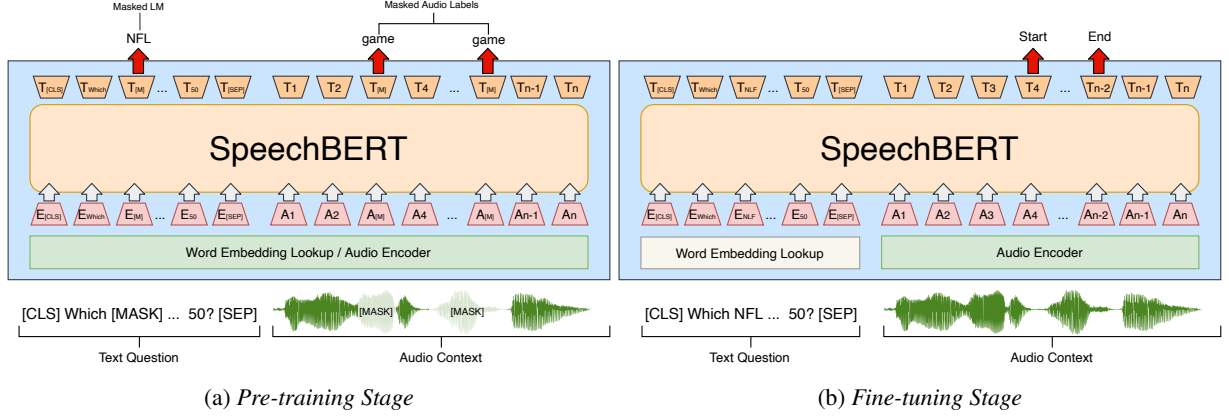 Masked LM
Masked Audio Labels
NFL
game
game
T[CLS] TWhich T[M] ... T50 T[SEP] T1 T2 T[M] T4 ... T[M] Tn-1 Tn
SpeechBERT
E[CLS] EWhich E[M] ... E50 E[SEP] A1 A2 A[M] A4 ... A[M] An-1 An
Word Embedding Lookup / Audio Encoder
[CLS] Which [MASK] ... 50? [SEP]
[MASK]
[MASK]
Text Question
Audio Context
(a) Pre-training Stage
Start
End
T[CLS] TWhich TNLF ... T50 T[SEP] T1 T2 T3 T4 ... Tn-2 Tn-1 Tn
SpeechBERT
E[CLS] EWhich ENLF ... E50 E[SEP] A1 A2 A3 A4 ... An-2 An-1 An
Word Embedding Lookup
Audio Encoder
[CLS] Which NFL ... 50? [SEP]
Text Question
Audio Context
(b) Fine-tuning Stage